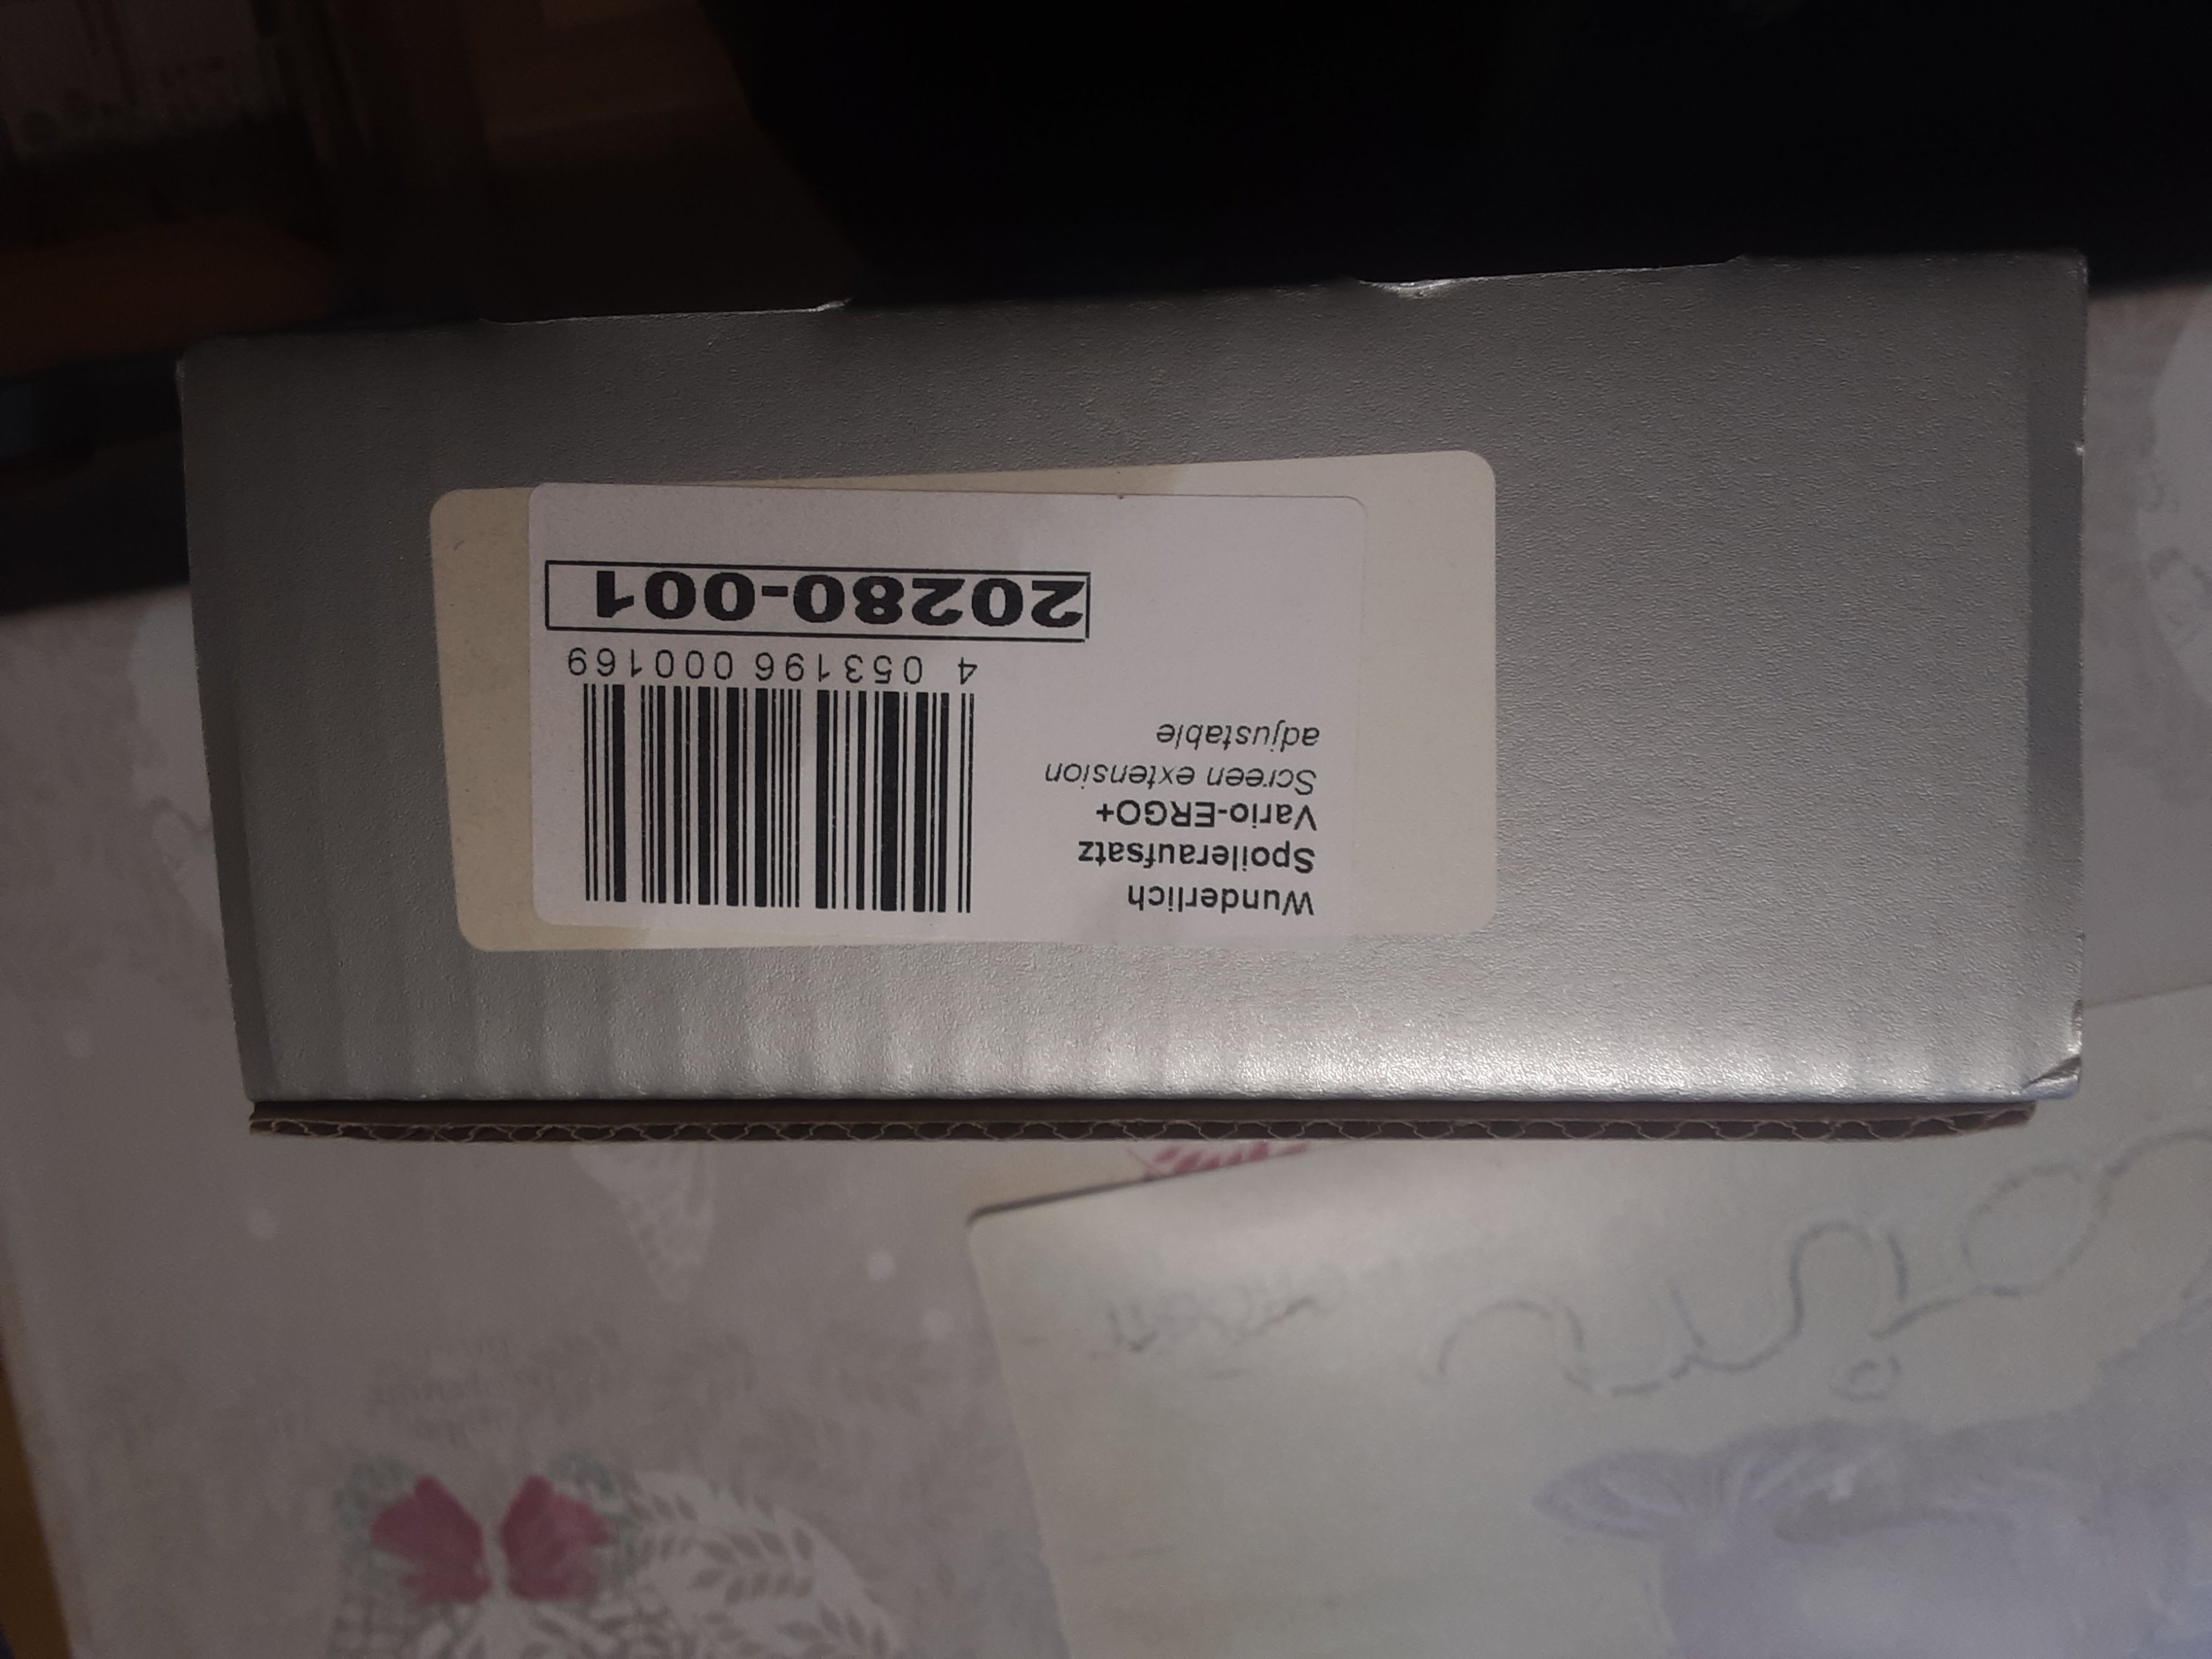 Wunderlich
Spoileraufsatz
Vario-ERGO+
Screen extension
adjustable
4 053196 000169
20280-001